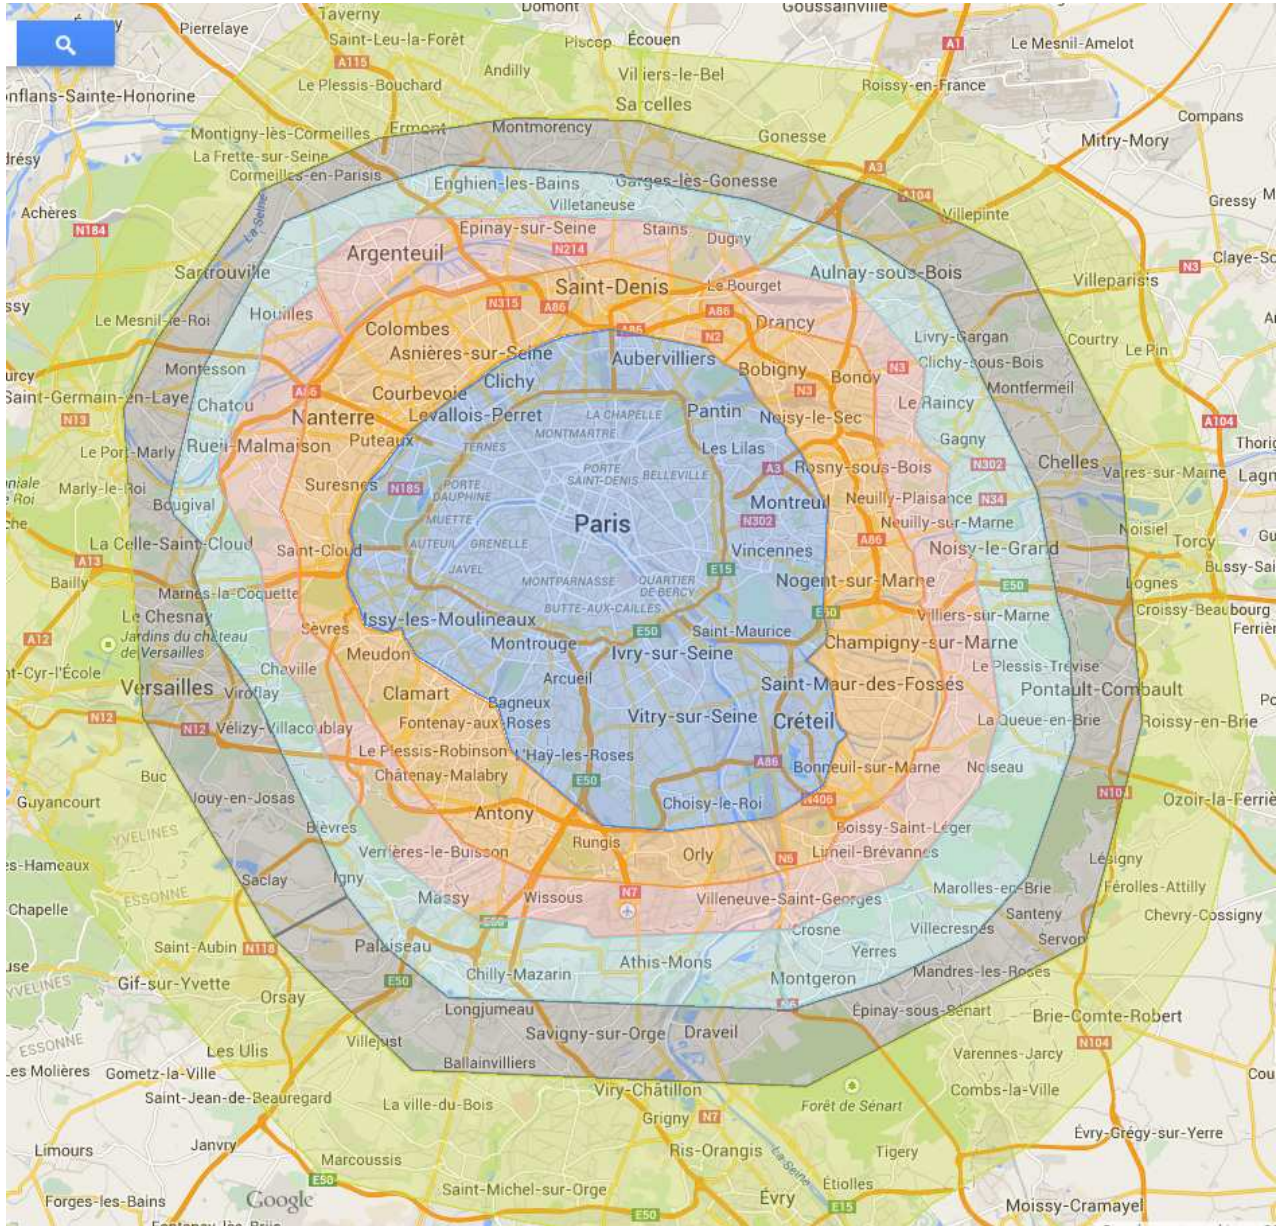 Taverny
Domont
Goussainville
Pierrelaye
Saint-Leu-la-Forêt
Piscop
Écouen
A1
Le Mesnil-Amelot
A115
Andilly
Villiers-le-Bel
Le Plessis-Bouchard
Roissy-en-France
onflans-Sainte-Honorine
Sarcelles
Compans
Montigny-lès-Cormeilles
Ermont
Montmorency
Gonesse
Mitry-Mory
La Frette-sur-Seine
Cormeilles-en-Parisis
A3
Enghien-les-Bains
Garges-lès-Gonesse
A104
Gressy
Achères
La Seine
Villetaneuse
Villepinte
N184
Epinay-sur-Seine
Stains
Dugny
Argenteuil
N214
Sartrouville
Aulnay-sous-Bois
N3
Villeparisis
Saint-Denis
Le Bourget
Houilles
N315
A86
A86
Le Mesnil-le-Roi
Colombes
A86
Drancy
N2
Livry-Gargan
Courtry
Le Pin
Asnières-sur-Seine
Aubervilliers
Montesson
Bobigny
Bondy
N3
Clichy-sous-Bois
Clichy
Montfermeil
Saint-Germain-en-Laye
Courbevoie
N3
Chatou
Nanterre
Levallois-Perret
LA CHAPELLE
Pantin
Noisy-le-Sec
Le Raincy
A104
N13
MONTMARTRE
Puteaux
TERNES
Les Lilas
Gagny
Le Port-Marly
Rueil-Malmaison
PORTE
SAINT-DENIS
BELLEVILLE
A3
Rosny-sous-Bois
N302
Chelles
Vaires-sur-Marne
Marly-le-Roi
Suresnes
N185
PORTE
DAUPHINE
Montreuil
Neuilly-Plaisance
N34
Bougival
MUETTE
Paris
N302
Neuilly-sur-Marne
Noisiel
Torcy
La Celle-Saint-Cloud
Saint-Cloud
AUTEUIL
GRENELLE
Vincennes
A86
Noisy-le-Grand
A13
Bailly
JAVEL
MONTPARNASSE
QUARTIER
DE BERCY
E15
Nogent-sur-Marne
E50
Lognes
Marnes-la-Coquette
BUTTE-AUX-CAILLES
Le Chesnay
Issy-les-Moulineaux
E50
Villiers-sur-Marne
Croissy-Beaubourg
A12
Jardins du château
de Versailles
Sèvres
Montrouge
E50
Saint-Maurice
Champigny-sur-Marne
Meudon
Ivry-sur-Seine
nt-Cyr-l'École
Chaville
Arcueil
Le Plessis-Trévise
Versailles
Viroflay
Clamart
Bagneux
Saint-Maur-des-Fossés
Pontault-Combault
N12
N12
Vélizy-Villacoublay
Fontenay-aux-Roses
Vitry-sur-Seine
Créteil
La Queue-en-Brie
Roissy-en-Brie
Le Plessis-Robinson
L'Haÿ-les-Roses
A86
Bonneuil-sur-Marne
Noiseau
Buc
Châtenay-Malabry
E50
Guyancourt
Jouy-en-Josas
Choisy-le-Roi
N406
N104
YVELINES
Bièvres
Antony
Rungis
Boissy-Saint-Léger
es-Hameaux
Verrières-le-Buisson
Orly
N6
Limeil-Brévannes
Lésigny
ESSONNE
Saclay
Igny
Massy
Wissous
N7
Villeneuve-Saint-Georges
Marolles-en-Brie
Férolles-Attilly
Chapelle
Santeny
Chevry-Cossigny
Crosne
Villecresnes
Servon
Saint-Aubin
N118
Palaiseau
Athis-Mons
Yerres
Gif-sur-Yvette
E50
Chilly-Mazarin
Montgeron
Mandres-les-Roses
YVELINES
Orsay
Longjumeau
Épinay-sous-Sénart
Brie-Comte-Robert
ESSONNE
Villejust
Savigny-sur-Orge
Draveil
N104
Les Ulis
Varennes-Jarcy
Les Molières
Gometz-la-Ville
Ballainvilliers
Viry-Châtillon
Combs-la-Ville
Saint-Jean-de-Beauregard
La ville-du-Bois
Grigny
N7
Forêt de Sénart
Janvry
Évry-Grégy-sur-Yerre
Limours
Marcoussis
Ris-Orangis
La Seine
Tigery
E50
Saint-Michel-sur-Orge
Étiolles
Forges-les-Bains
Google
Évry
E15
Moissy-Cramayel
E50